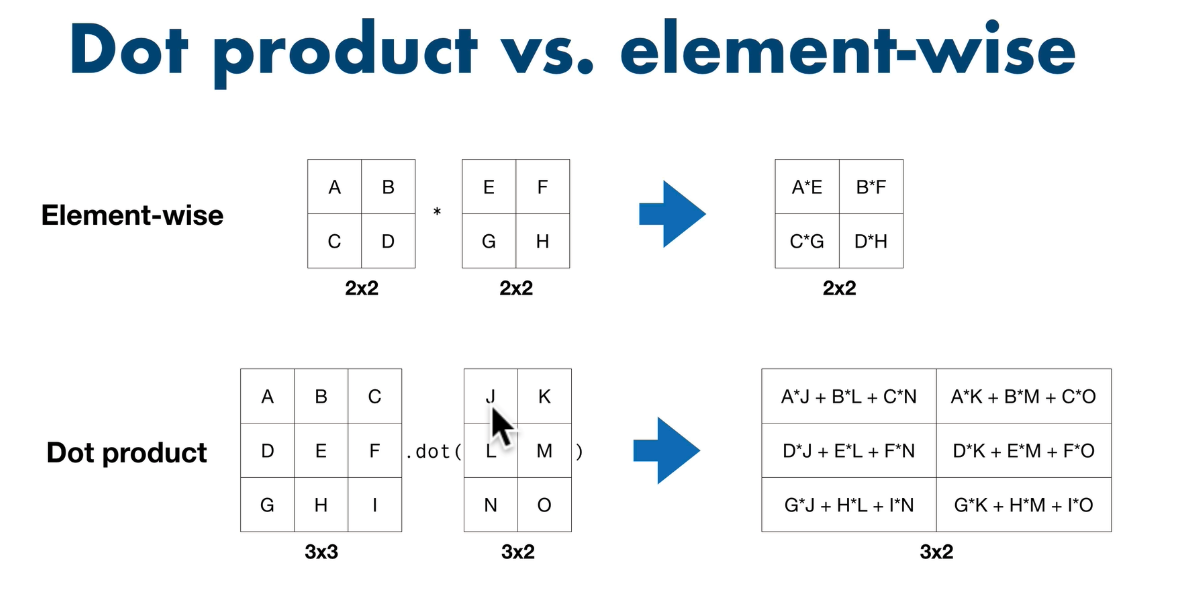 Dot product vs. element-wise
A B E F A*E B*F
Element-wise *
C D G H C*G D*H
2x2 2x2 2x2
A B C J K A*J + B*L + C*N A*K + B*M + C*O
Dot product D E F .dot( L M ) D*J + E*L + F*N D*K + E*M + F*O
G H I N O G*J + H*L + I*N G*K + H*M + I*O
3x3 3x2 3x2